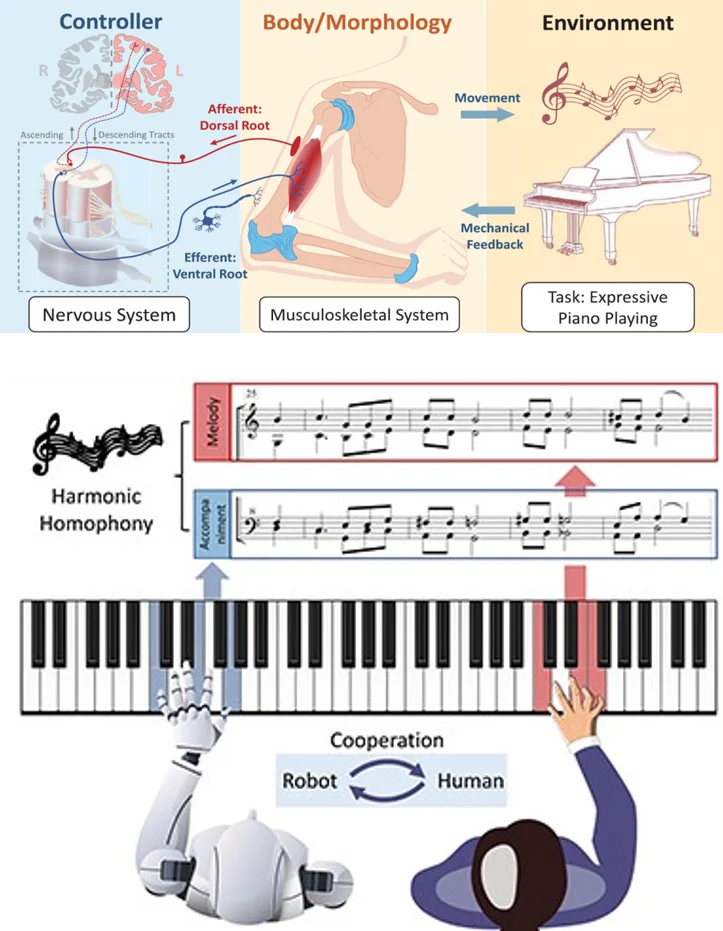 Controller
Body/Morphology
Environment
R
L
Afferent:
Dorsal Root
Movement
Ascending
Descending Tracts
Mechanical
Feedback
Efferent:
Ventral Root
Nervous System
Musculoskeletal System
Task: Expressive
Piano Playing
25
Melody
Harmonic
Homophony
Accompa
niment
8
Cooperation
Robot
Human